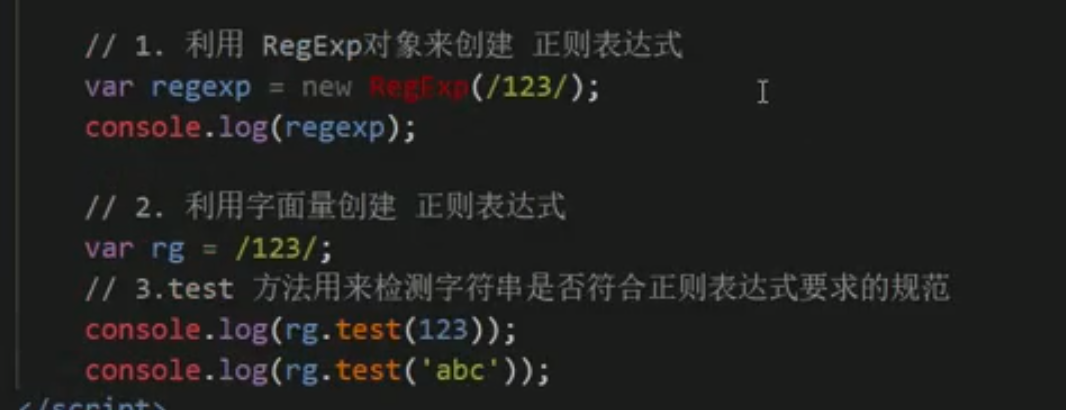 // 1. 利用 RegExp对象来创建 正则表达式
var regexp = new RegExp(/123/);
console.log(regexp);
// 2. 利用字面量创建 正则表达式
var rg = /123/;
// 3.test 方法用来检测字符串是否符合正则表达式要求的规范
console.log(rg.test(123));
console.log(rg.test('abc'));
</script>